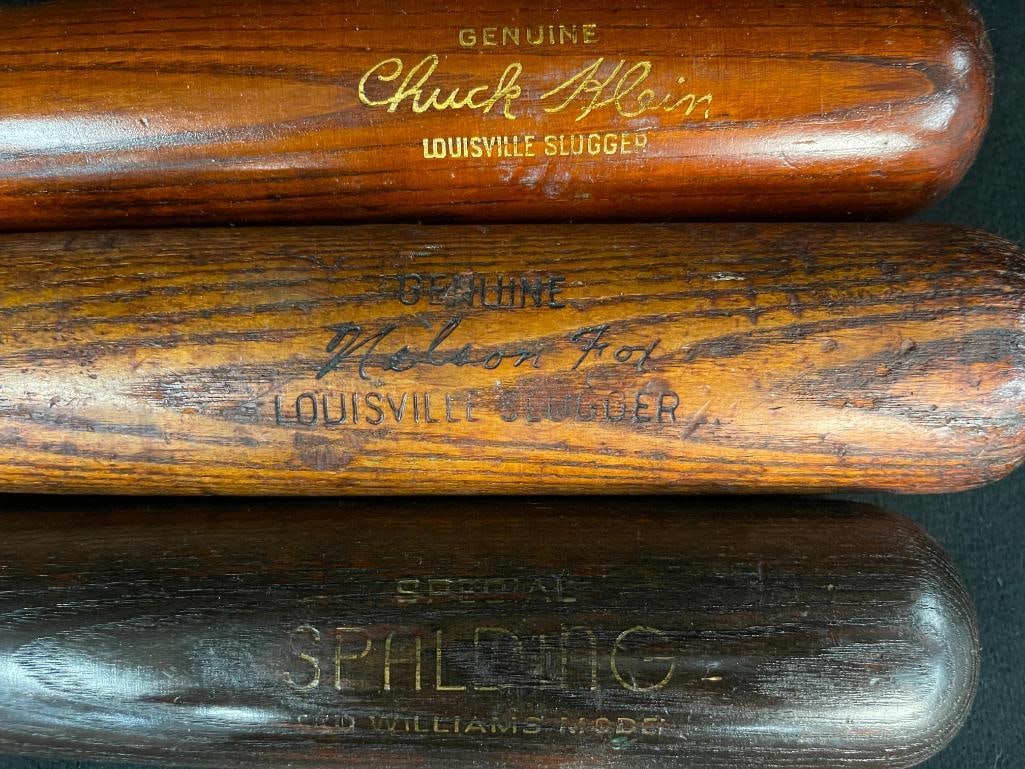 GENUINE
Chuck Klein
LOUISVILLE SLUGGER
GENUINE
Nelson Fox
LOUISVILLE SLUGGER
SPECIAL
SPALDING
WILLIAMS MODEL